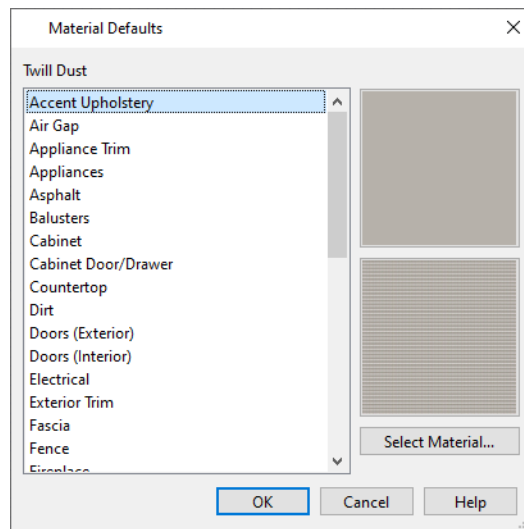 Material Defaults
Twill Dust
Accent Upholstery
Air Gap
Appliance Trim
Appliances
Asphalt
Balusters
Cabinet
Cabinet Door/Drawer
Countertop
Dirt
Doors (Exterior)
Doors (Interior)
Electrical
Exterior Trim
Fascia
Fence
Fireplace
Select Material...
OK
Cancel
Help